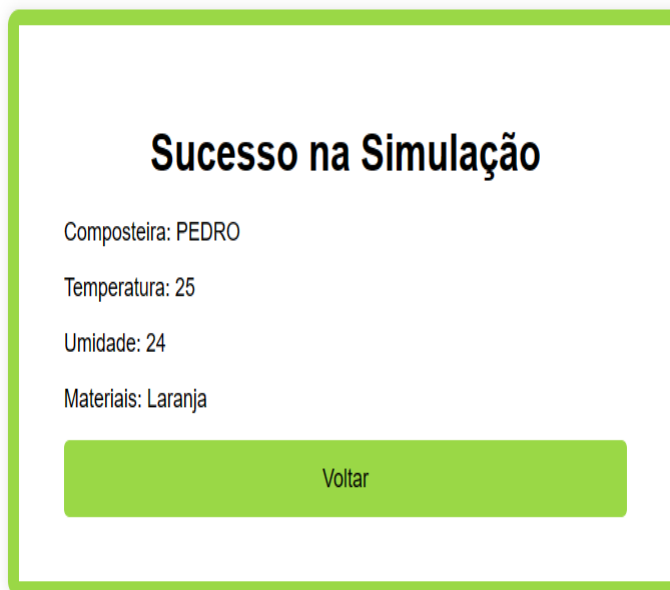 Sucesso na Simulação
Composteira: PEDRO
Temperatura: 25
Umidade: 24
Materiais: Laranja
Voltar